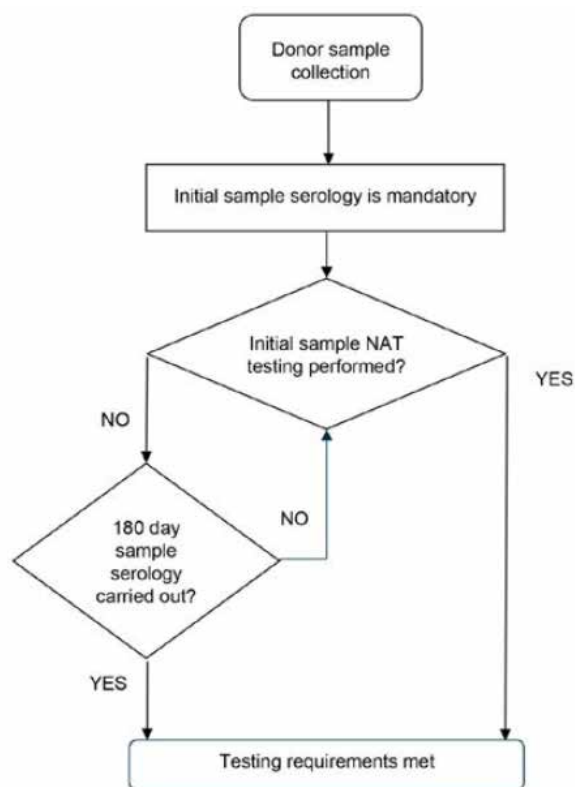 Donor sample
collection
Initial sample serology is mandatory
Initial sample NAT
testing performed?
YES
NO
180 day
sample
serology
carried out?
NO
YES
Testing requirements met